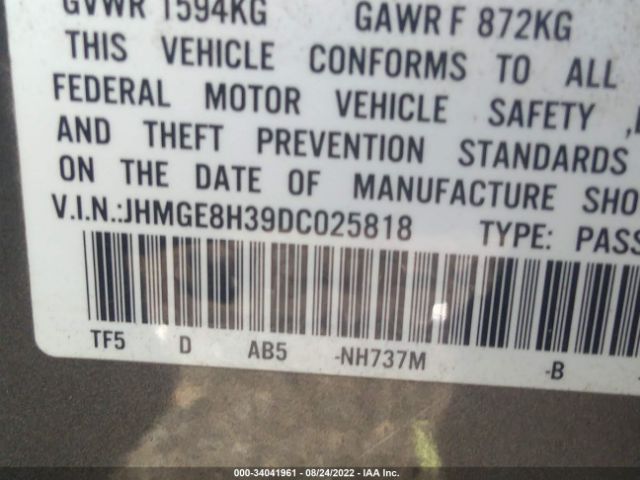 GVWR 1594KG GAWR F 872KG
THIS VEHICLE CONFORMS TO ALL
FEDERAL MOTOR VEHICLE SAFETY ,
AND THEFT PREVENTION STANDARDS
ON THE DATE OF MANUFACTURE SHO
V.I.N.:JHMGE8H39DC025818 TYPE: PASS
TF5 D AB5 -NH737M -B
000-34041961 • 08/24/2022 • IAA Inc.